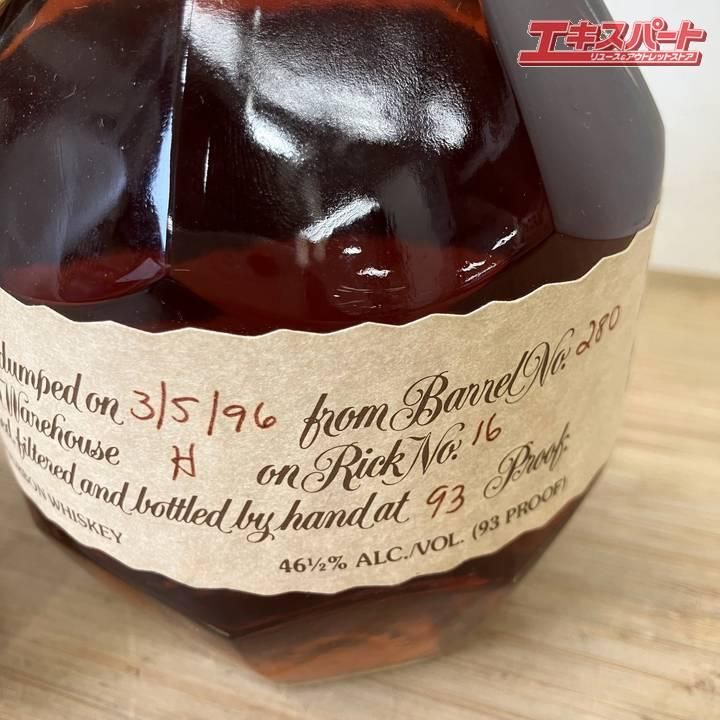 エキスパート
リユース&アウトレットストア
dumped on 3/5/96 from Barrel No. 280
Warehouse H on Rick No. 16
filtered and bottled by hand at 93 Proof.
WHISKEY 46½% ALC./VOL. (93 PROOF)